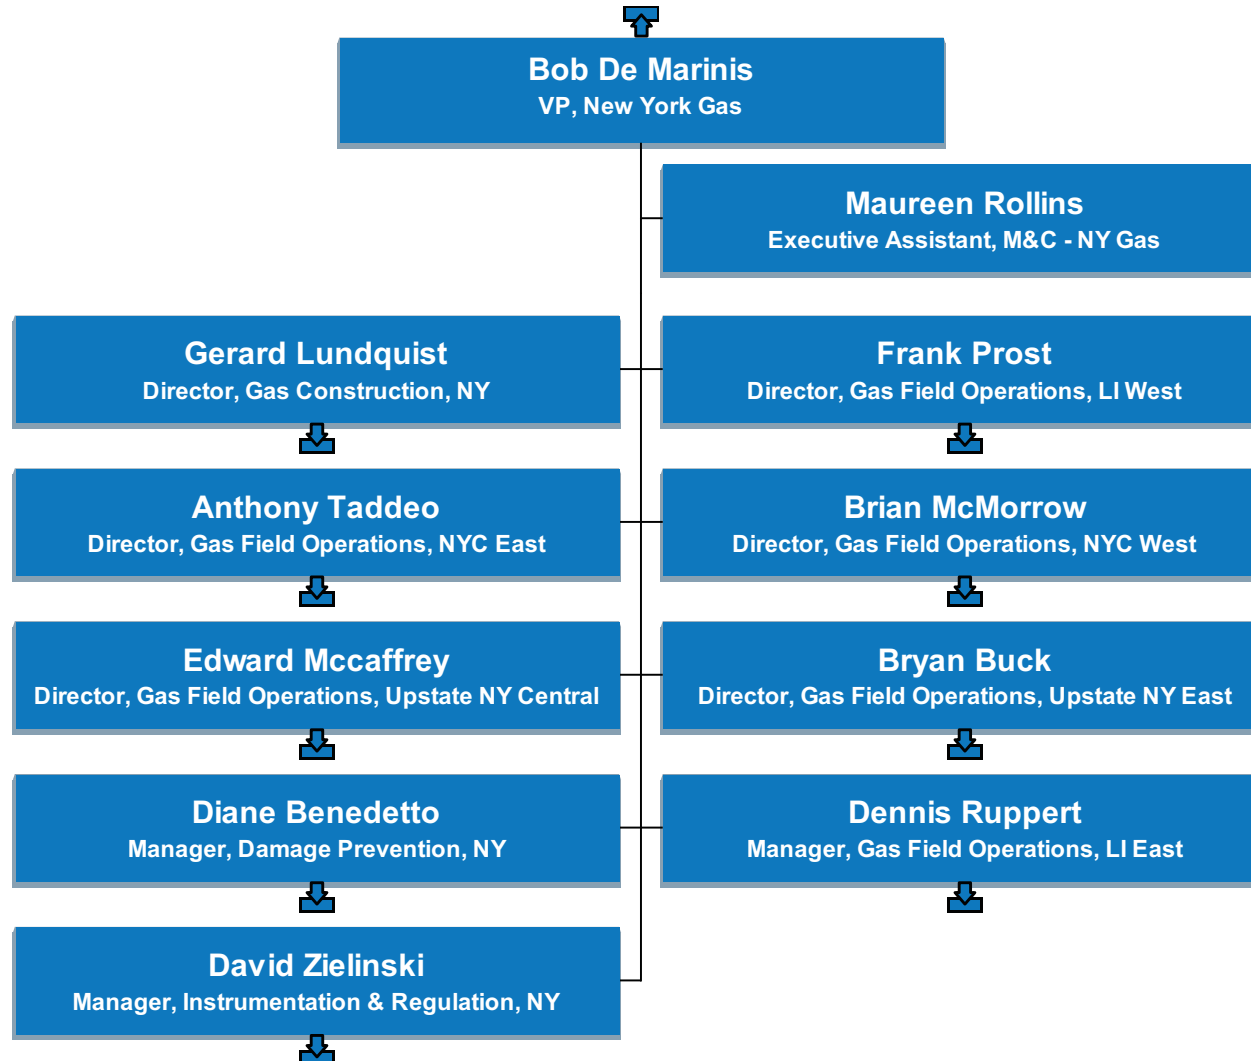 Bob De Marinis
VP, New York Gas
Maureen Rollins
Executive Assistant, M&C - NY Gas
Gerard Lundquist
Director, Gas Construction, NY
Frank Prost
Director, Gas Field Operations, LI West
Anthony Taddeo
Director, Gas Field Operations, NYC East
Brian McMorrow
Director, Gas Field Operations, NYC West
Edward Mccaffrey
Director, Gas Field Operations, Upstate NY Central
Bryan Buck
Director, Gas Field Operations, Upstate NY East
Diane Benedetto
Manager, Damage Prevention, NY
Dennis Ruppert
Manager, Gas Field Operations, LI East
David Zielinski
Manager, Instrumentation & Regulation, NY